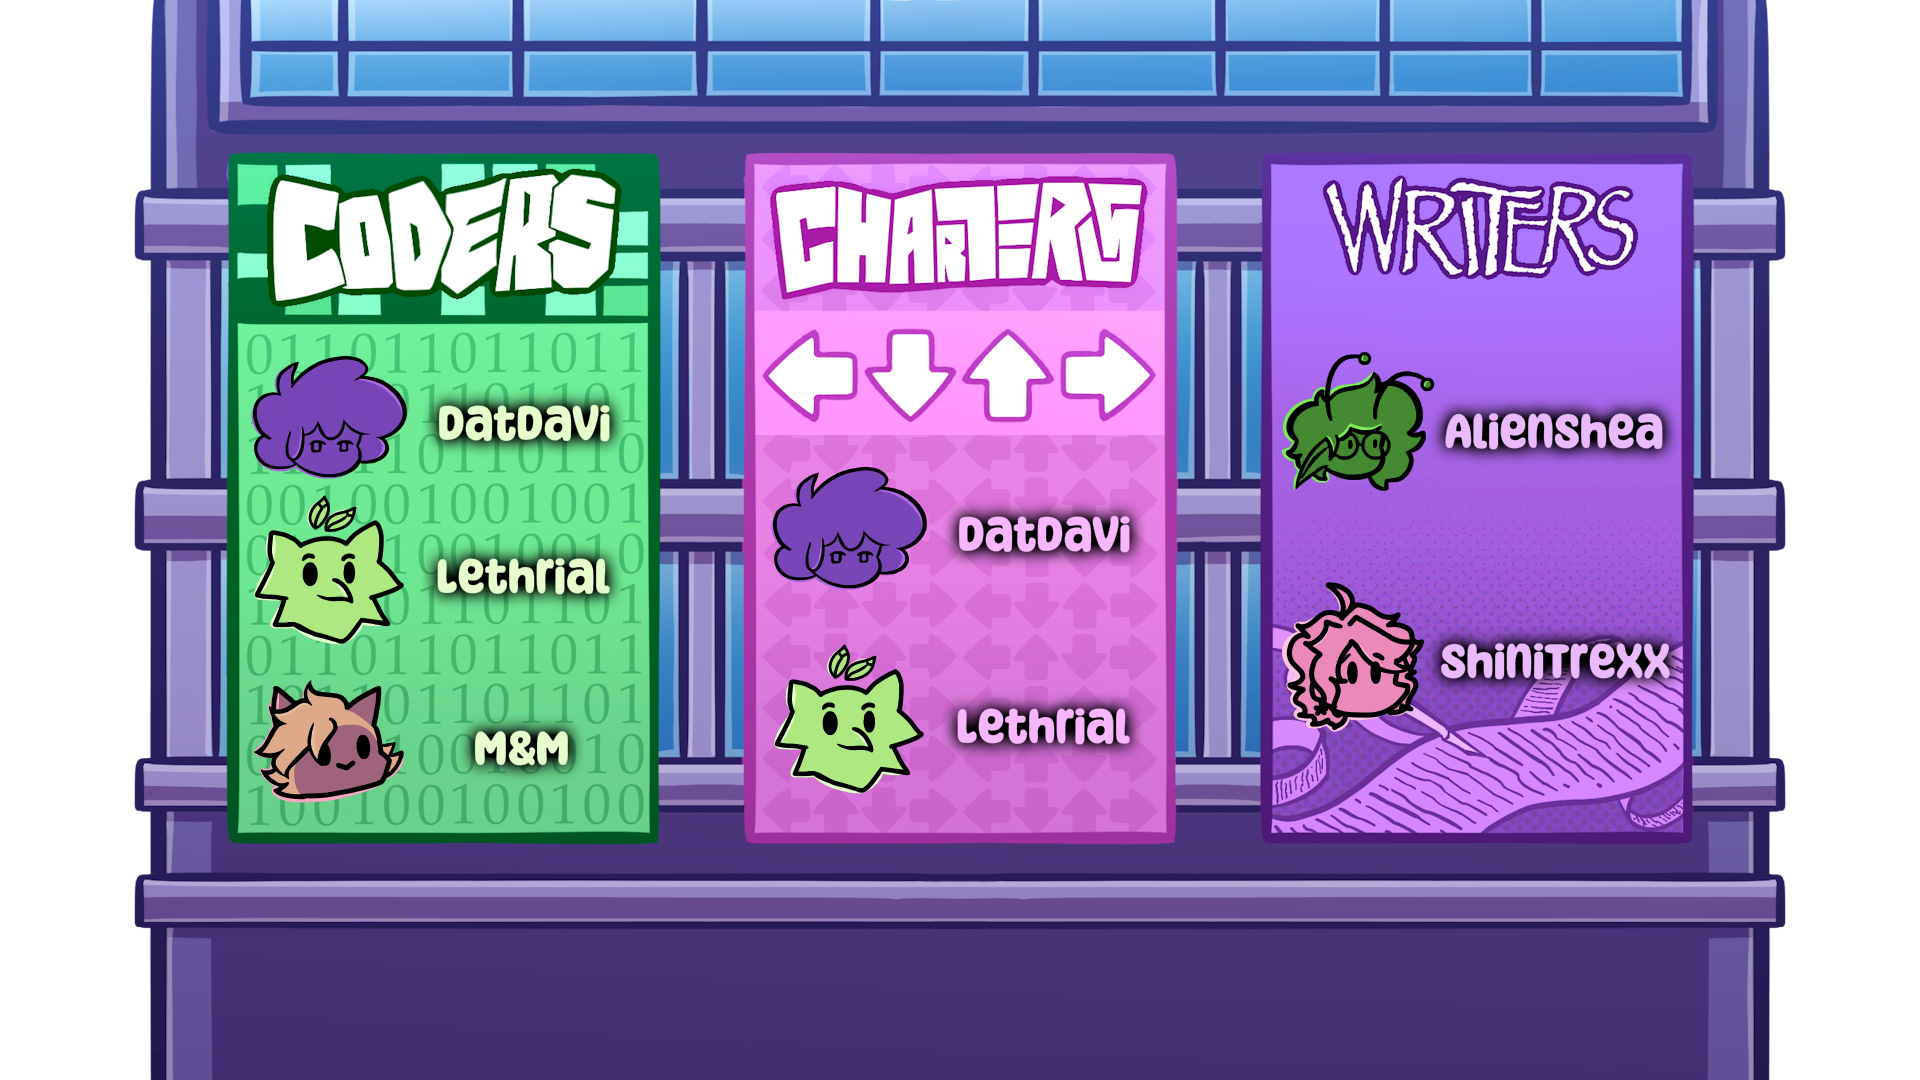 CODERS
DatDavi
Lethrial
M&M
CHARTERS
DatDavi
Lethrial
WRITERS
Alienshea
ShiniTrexx